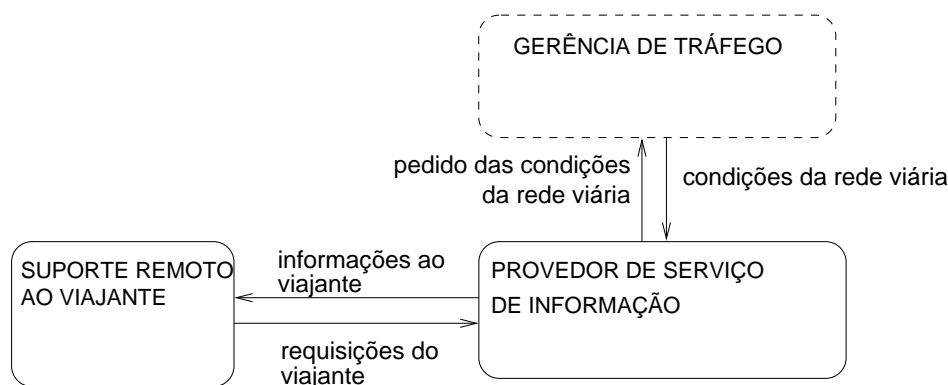 GERÊNCIA DE TRÁFEGO
pedido das condições
da rede viária
condições da rede viária
SUPORTE REMOTO
AO VIAJANTE
informações ao
viajante
PROVEDOR DE SERVIÇO
DE INFORMAÇÃO
requisições do
viajante